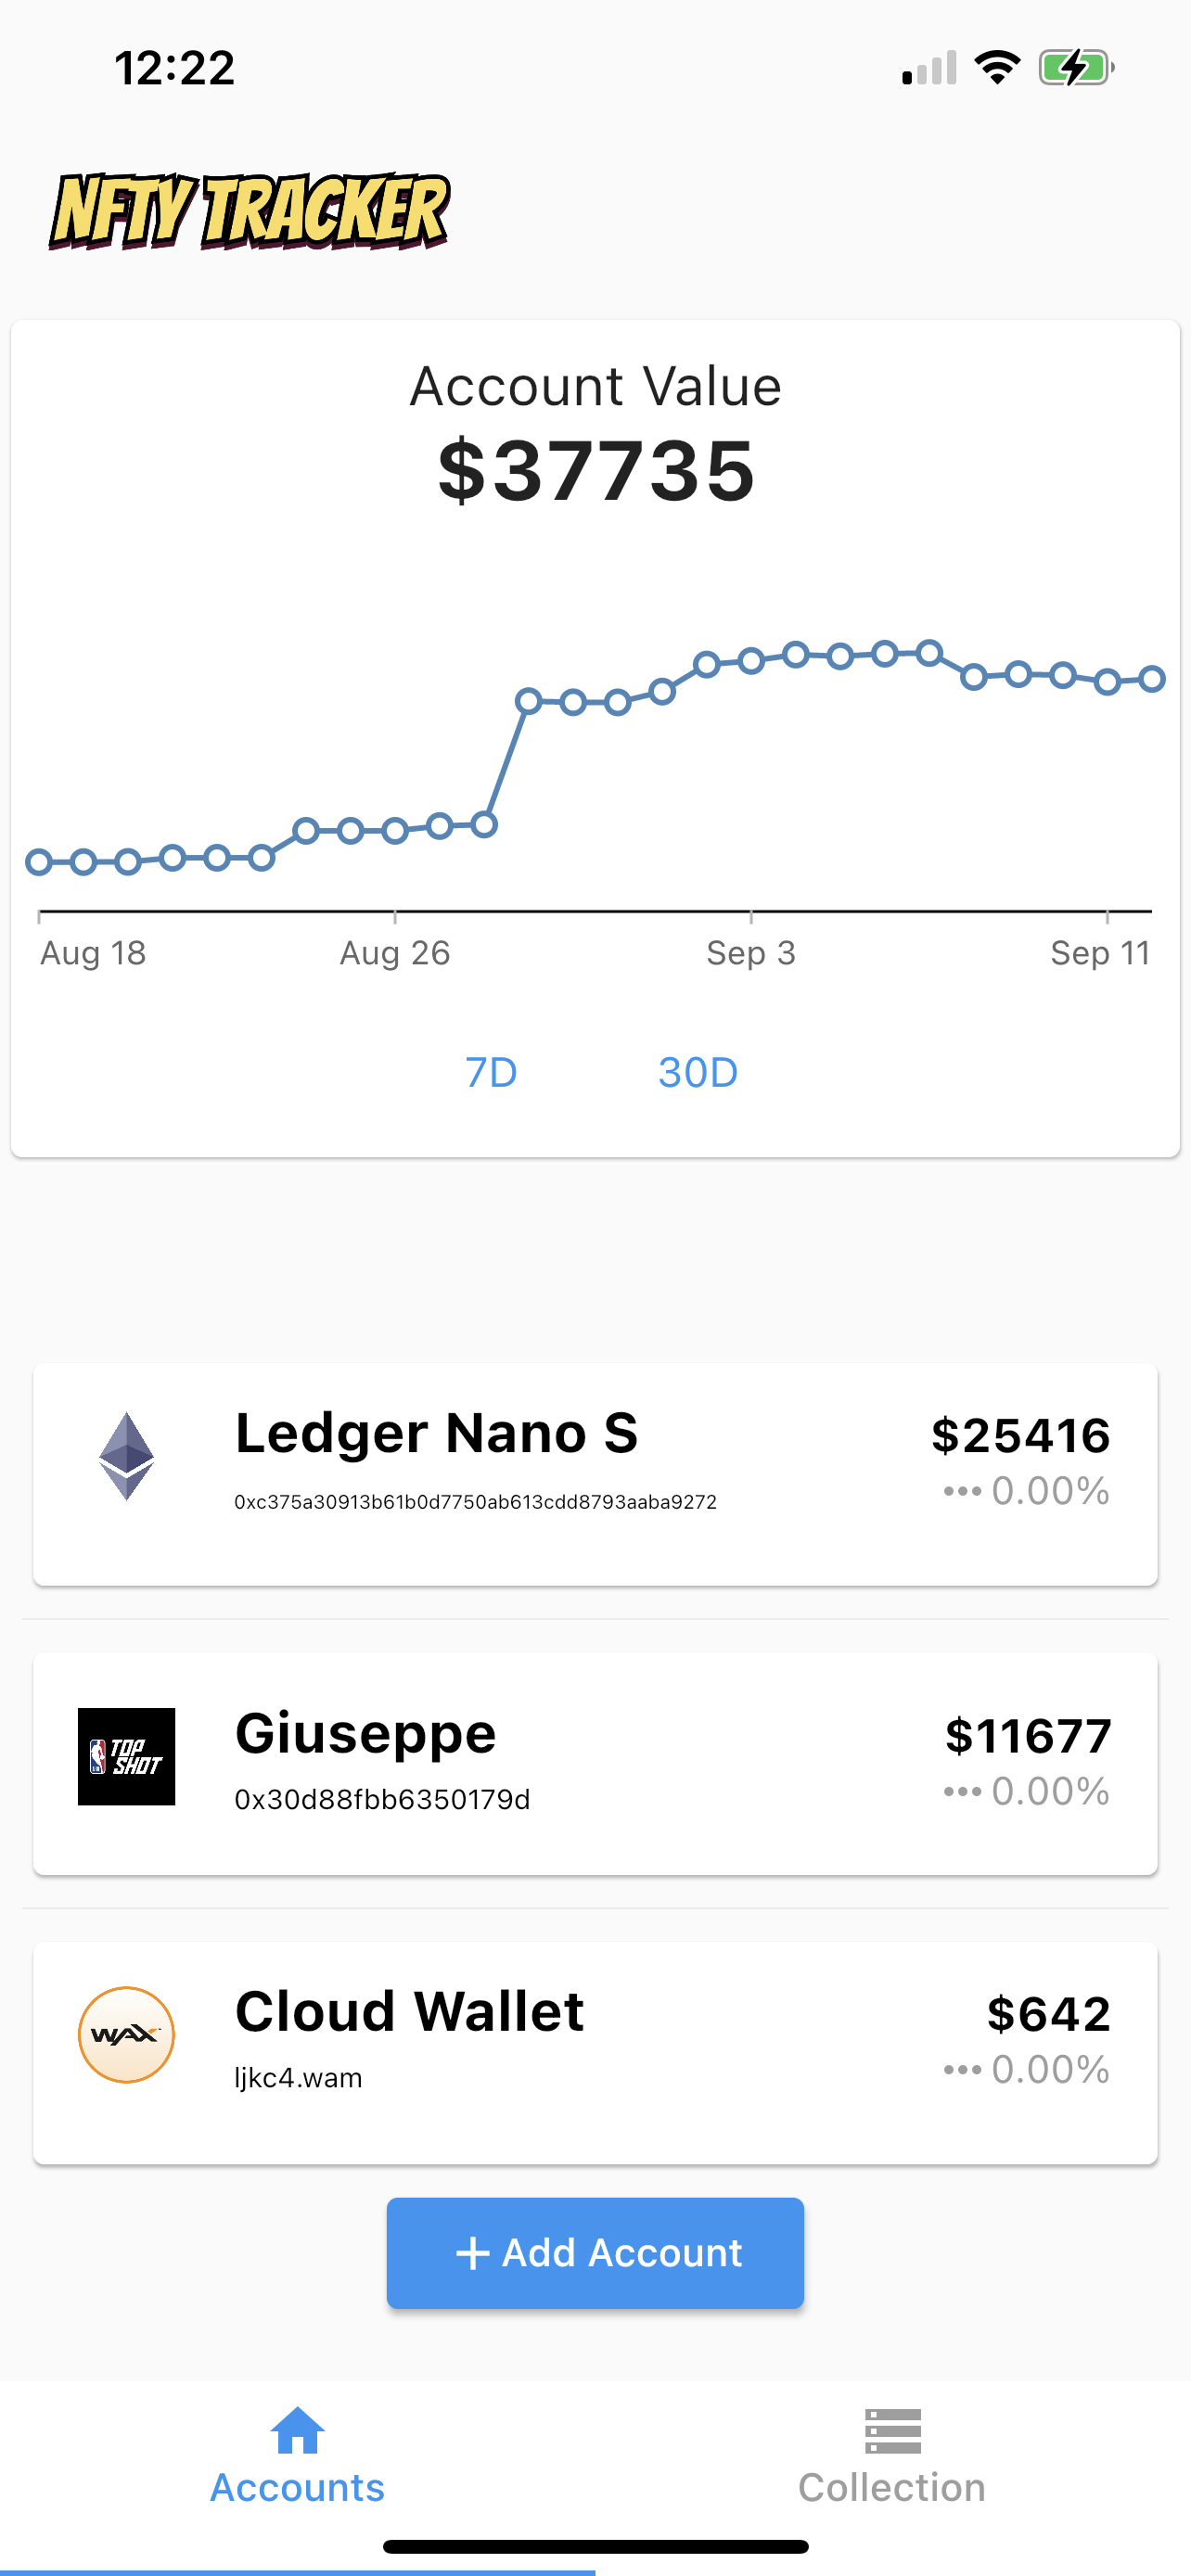 12:22
NFTY TRACKER
Account Value
$37735
Aug 18 Aug 26 Sep 3 Sep 11
7D 30D
Ledger Nano S
$25416
0xc375a30913b61b0d7750ab613cdd8793aaba9272
••• 0.00%
TOP
SHOT
Giuseppe
$11677
0x30d88fbb6350179d
••• 0.00%
WAX
Cloud Wallet
$642
ljkc4.wam
••• 0.00%
+ Add Account
Accounts Collection